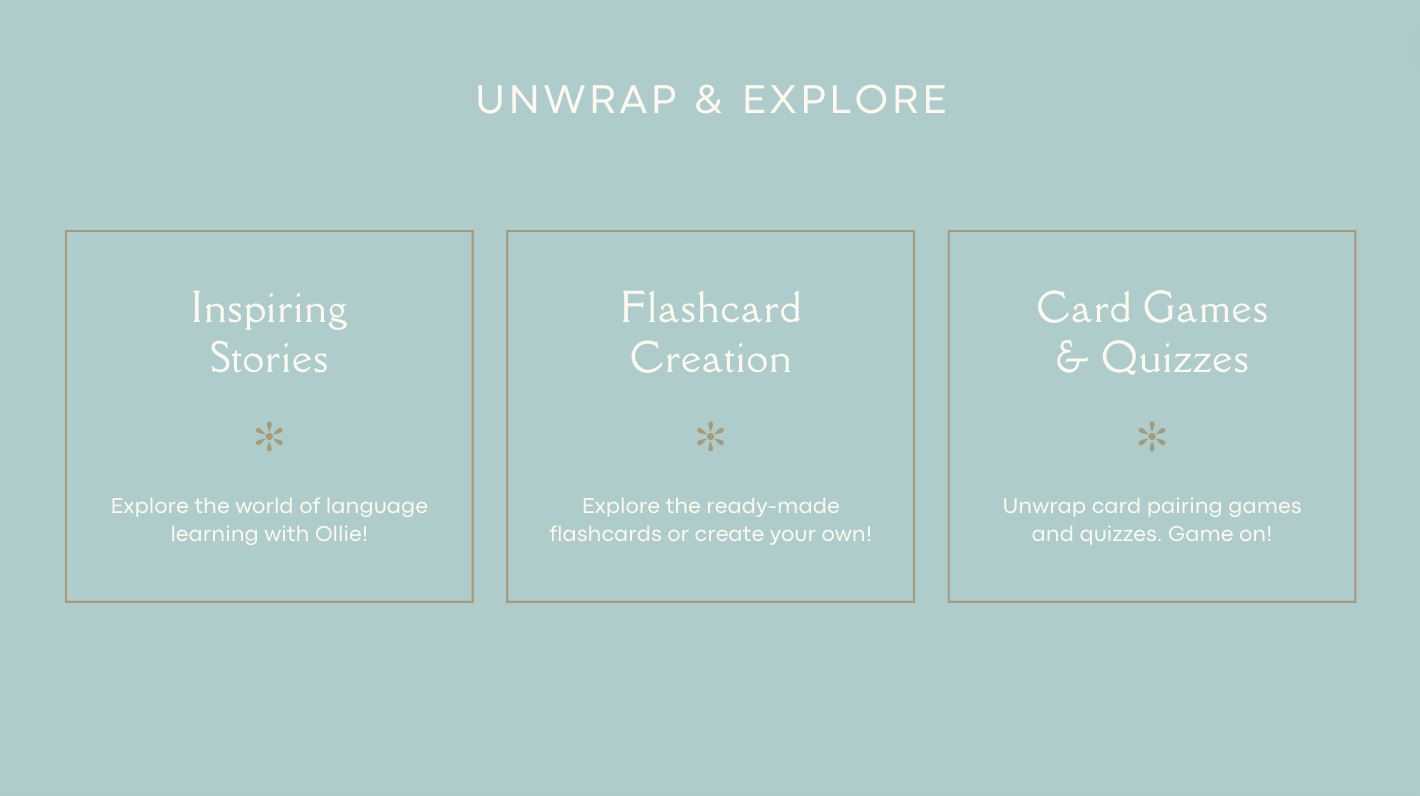 UNWRAP & EXPLORE
Inspiring
Stories
Explore the world of language
learning with Ollie!
Flashcard
Creation
Explore the ready-made
flashcards or create your own!
Card Games
& Quizzes
Unwrap card pairing games
and quizzes. Game on!